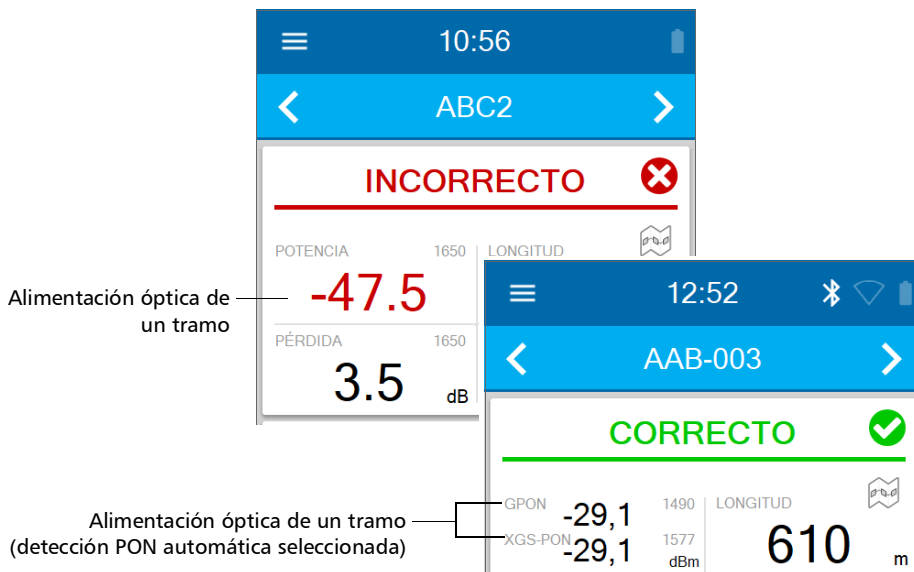 10:56
ABC2
INCORRECTO
POTENCIA 1650 LONGITUD
-47.5
Alimentación óptica de
un tramo
PÉRDIDA 1650
3.5 dB
12:52
AAB-003
CORRECTO
GPON -29,1 1490 LONGITUD
XGS-PON -29,1 1577 dBm
610 m
Alimentación óptica de un tramo
(detección PON automática seleccionada)